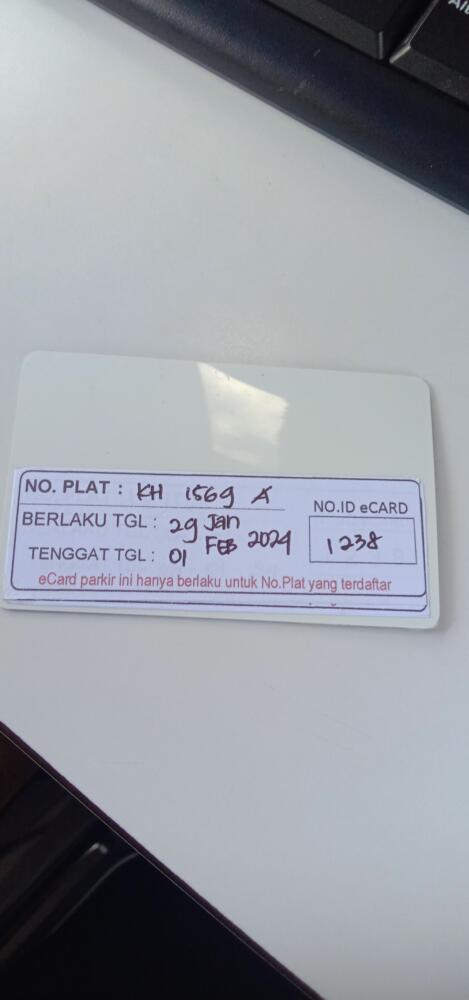 NO. PLAT : KH 1569 A
NO.ID eCARD
BERLAKU TGL : 29 Jan
1238
TENGGAT TGL : 01 FEB 2024
eCard parkir ini hanya berlaku untuk No.Plat yang terdaftar